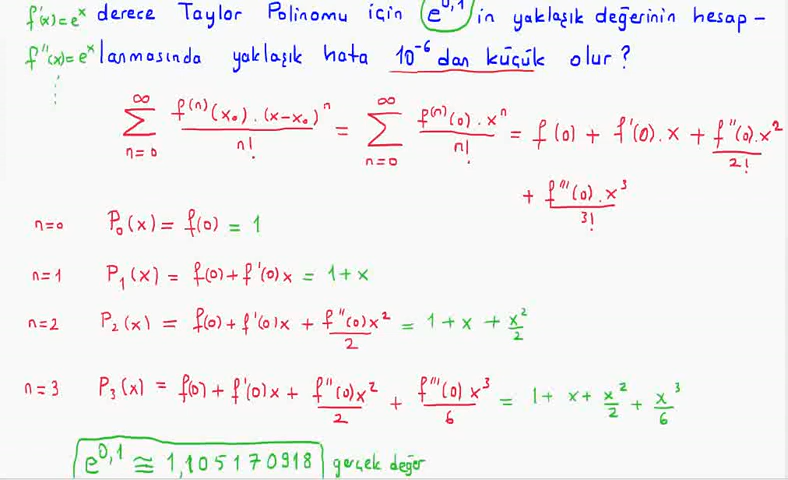 f'(x)=eˣ derece Taylor Polinomu için e^0,1 in yaklaşık değerinin hesap-
f''(x)=eˣ lanmasında yaklaşık hata 10⁻⁶ dan küçük olur?
∞ ∑ n=0 f⁽ⁿ⁾(x₀).(x-x₀)ⁿ / n! = ∞ ∑ n=0 f⁽ⁿ⁾(0).xⁿ / n! = f(0) + f'(0).x + f''(0).x² / 2!
+ f'''(0).x³ / 3!
n=0 P₀(x) = f(0) = 1
n=1 P₁(x) = f(0)+f'(0)x = 1+x
n=2 P₂(x) = f(0)+f'(0)x + f''(0)x² / 2 = 1+x+ x²/2
n=3 P₃(x) = f(0)+f'(0)x + f''(0)x² / 2 + f'''(0)x³ / 6 = 1+x+ x²/2 + x³/6
e^0,1 ≅ 1,105170918 gerçek değer